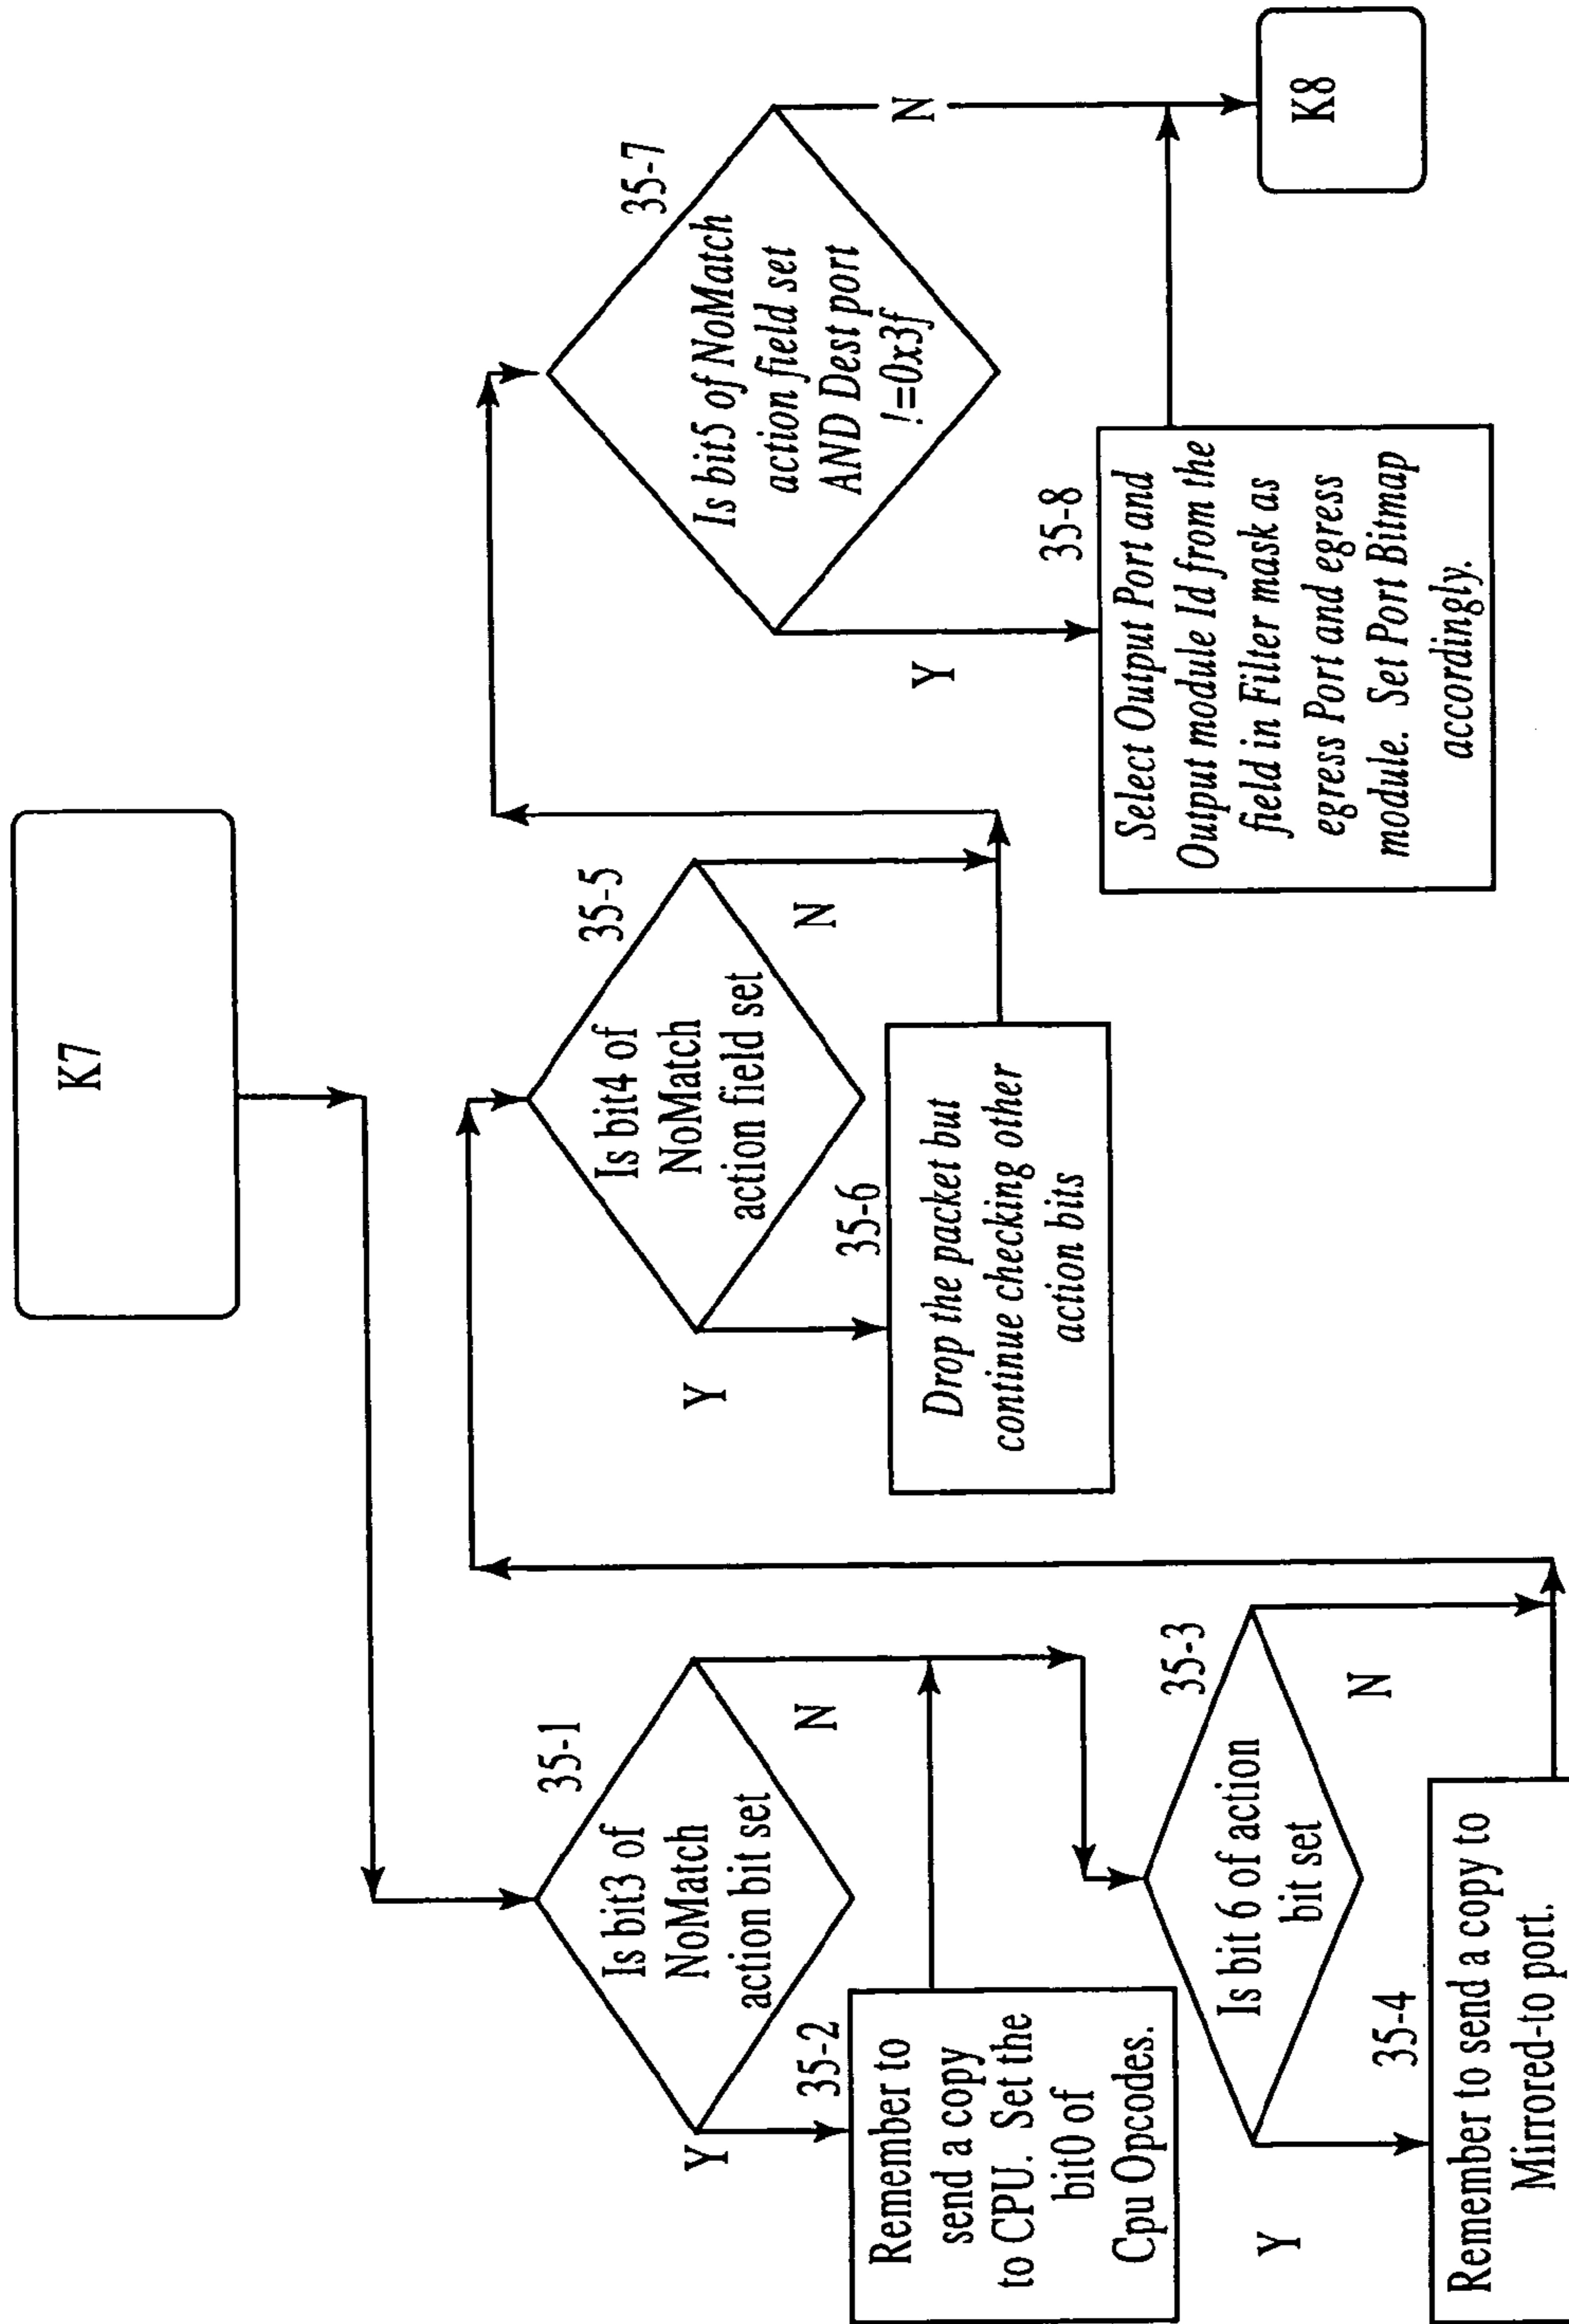 K7
35-1
Is bit3 of
NoMatch
action bit set
Y
N
35-2
Remember to
send a copy
to CPU. Set the
bit0 of
Cpu Opcodes.
35-3
Is bit 6 of action
bit set
Y
N
35-4
Remember to send a copy to
Mirrored-to port.
35-5
Is bit4 of
NoMatch
action field set
Y
N
35-6
Drop the packet but
continue checking other
action bits
35-7
Is bit5 of NoMatch
action field set
AND Dest port
!=0x3f
Y
N
35-8
Select Output Port and
Output module Id from the
field in Filter mask as
egress Port and egress
module. Set Port Bitmap
accordingly.
K8